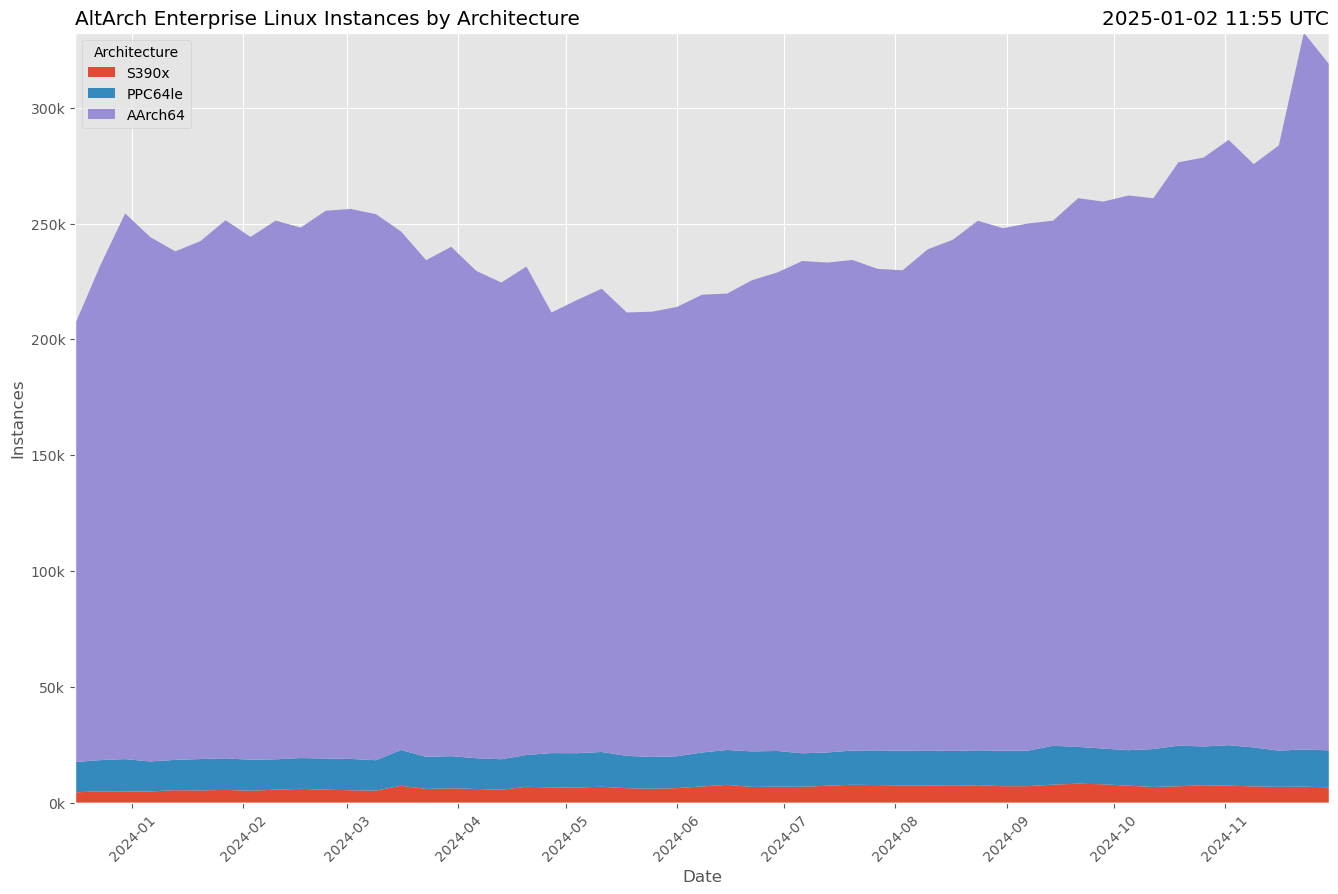 AltArch Enterprise Linux Instances by Architecture
2025-01-02 11:55 UTC
Architecture
S390x
PPC64le
AArch64
300k
250k
200k
150k
100k
50k
0k
Instances
2024-01
2024-02
2024-03
2024-04
2024-05
2024-06
2024-07
2024-08
2024-09
2024-10
2024-11
Date